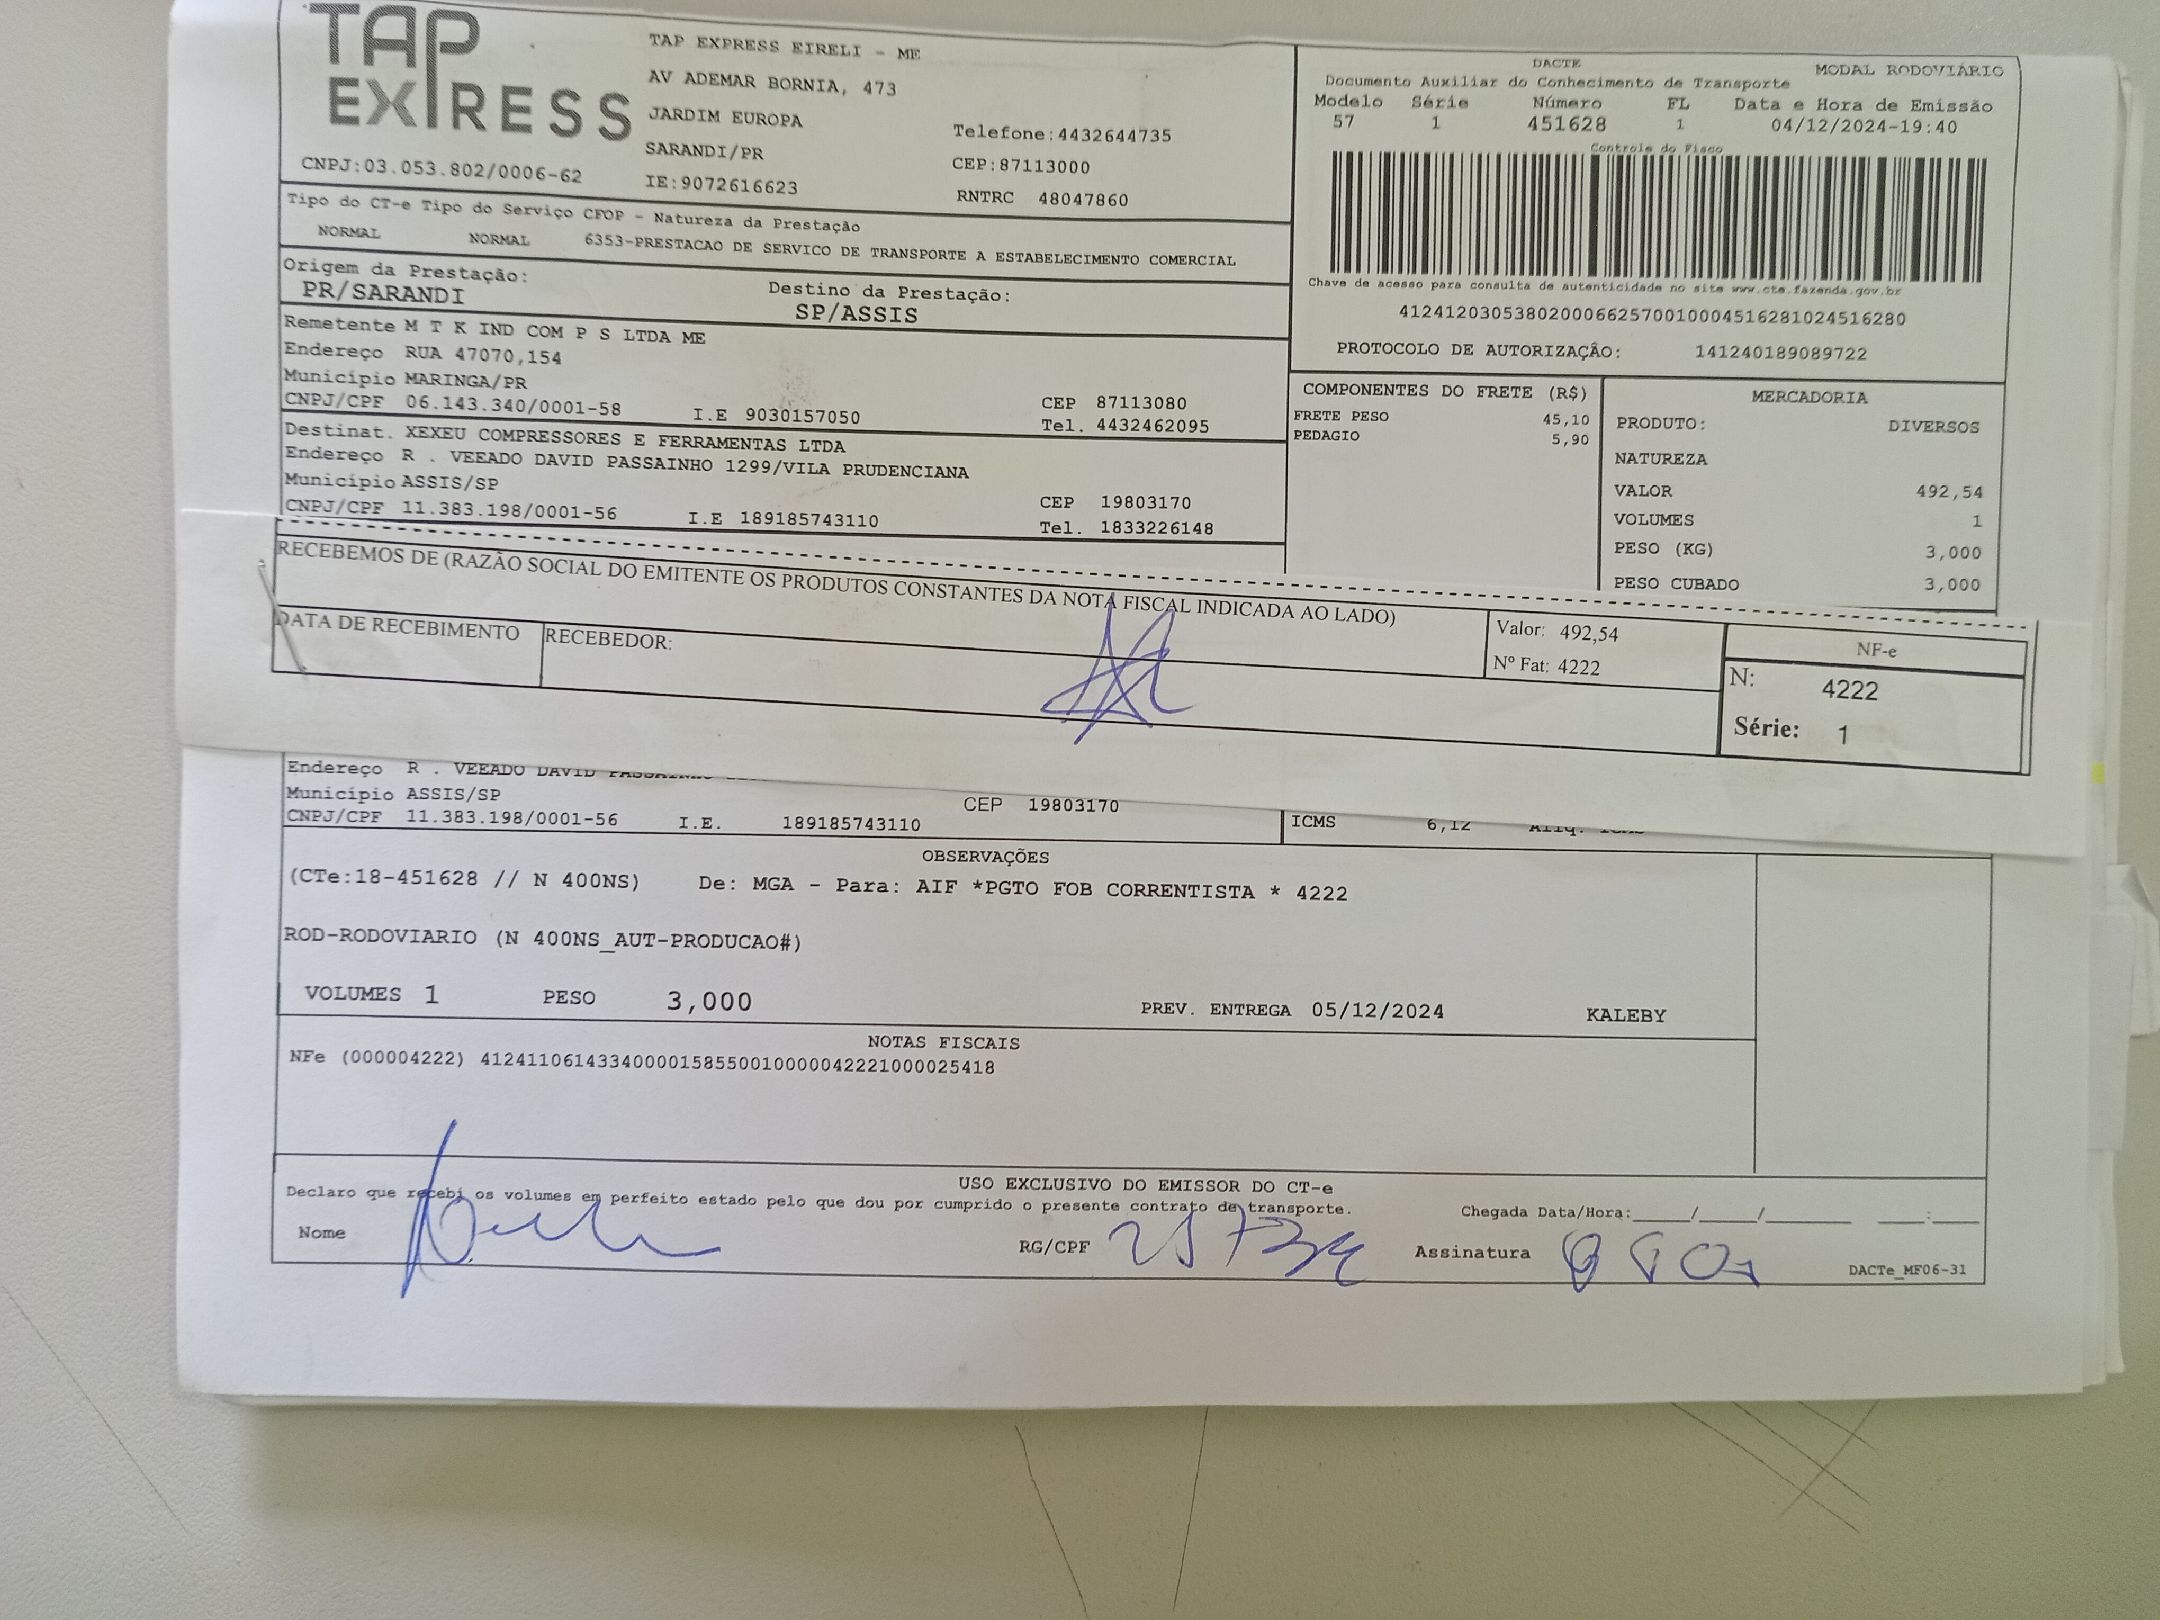 TAP
EXPRESS
TAP EXPRESS EIRELI - ME
AV ADEMAR BORNIA, 473
JARDIM EUROPA
SARANDI/PR
Telefone:4432644735
CEP:87113000
CNPJ:03.053.802/0006-62
IE:9072616623
RNTRC 48047860
DACTE
MODAL RODOVIÁRIO
Documento Auxiliar do Conhecimento de Transporte
Modelo Série Número FL Data e Hora de Emissão
57 1 451628 1 04/12/2024-19:40
Controle do Fisco
Chave de acesso para consulta de autenticidade no site www.cte.fazenda.gov.br
41241203053802000662570010004516281024516280
PROTOCOLO DE AUTORIZAÇÃO: 141240189089722
Tipo do CT-e Tipo do Serviço CFOP - Natureza da Prestação
NORMAL NORMAL 6353-PRESTACAO DE SERVICO DE TRANSPORTE A ESTABELECIMENTO COMERCIAL
Origem da Prestação: Destino da Prestação:
PR/SARANDI SP/ASSIS
Remetente M T K IND COM P S LTDA ME
Endereço RUA 47070,154
Município MARINGA/PR
CEP 87113080
CNPJ/CPF 06.143.340/0001-58 I.E 9030157050 Tel. 4432462095
Destinat. XEXEU COMPRESSORES E FERRAMENTAS LTDA
Endereço R . VEEADO DAVID PASSAINHO 1299/VILA PRUDENCIANA
Município ASSIS/SP
CEP 19803170
CNPJ/CPF 11.383.198/0001-56 I.E 189185743110 Tel. 1833226148
COMPONENTES DO FRETE (R$)
FRETE PESO 45,10
PEDAGIO 5,90
MERCADORIA
PRODUTO: DIVERSOS
NATUREZA
VALOR 492,54
VOLUMES 1
PESO (KG) 3,000
PESO CUBADO 3,000
RECEBEMOS DE (RAZÃO SOCIAL DO EMITENTE OS PRODUTOS CONSTANTES DA NOTA FISCAL INDICADA AO LADO)
DATA DE RECEBIMENTO RECEBEDOR:
Valor: 492,54
Nº Fat: 4222
NF-e
N: 4222
Série: 1
Endereço R . VEEADO DAVID
Município ASSIS/SP CEP 19803170
CNPJ/CPF 11.383.198/0001-56 I.E. 189185743110
ICMS 6,12
OBSERVAÇÕES
(CTe:18-451628 // N 400NS) De: MGA - Para: AIF *PGTO FOB CORRENTISTA * 4222
ROD-RODOVIARIO (N 400NS_AUT-PRODUCAO#)
VOLUMES 1 PESO 3,000 PREV. ENTREGA 05/12/2024 KALEBY
NOTAS FISCAIS
NFe (000004222) 41241106143340000158550010000042221000025418
USO EXCLUSIVO DO EMISSOR DO CT-e
Declaro que recebi os volumes em perfeito estado pelo que dou por cumprido o presente contrato de transporte.
Chegada Data/Hora:____/____/______ ___:___
Nome RG/CPF Assinatura
DACTe_MF06-31